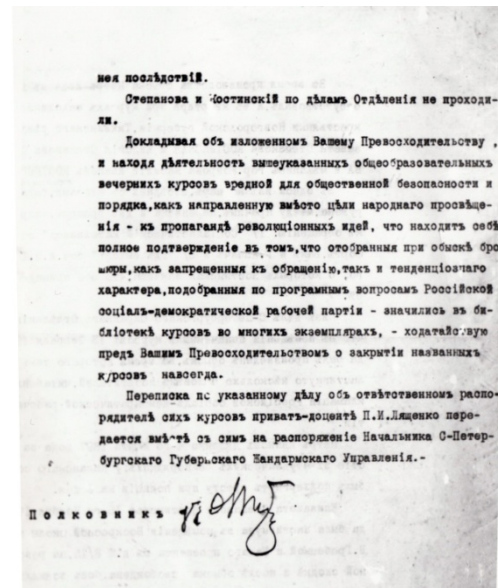 нея послѣдствій.
Степанова и Костинскій по дѣламъ Отдѣленія не проходи-
ли.
Докладывая объ изложенномъ Вашему Превосходительству ,
и находя дѣятельность вышеуказанныхъ общеобразовательныхъ
вечернихъ курсовъ вредной для общественной безопасности и
порядка,какъ направленную вмѣсто цѣли народнаго просвѣще-
нія - къ пропагандѣ революціонныхъ идей, что находитъ себѣ
полное подтвержденіе въ томъ,что отобранныя при обыскѣ бро
шюры,какъ запрещенныя къ обращенію,такъ и тенденціознаго
характера,подобранныя по програмнымъ вопросамъ Россійской
соціалъ-демократической рабочей партіи - значились въ би-
бліотекѣ курсовъ во многихъ экземплярахъ, - ходатайствую
предъ Вашимъ Превосходительствомъ о закрытіи названныхъ
курсовъ навсегда.
Переписка по указанному дѣлу объ отвѣтственномъ распо-
рядителѣ сихъ курсовъ приватъ-доцентѣ П.И.Лященко пере-
дается вмѣстѣ съ симъ на распоряженіе Начальника С-Петер-
бургскаго Губернскаго Жандармскаго Управленія.-
Полковникъ